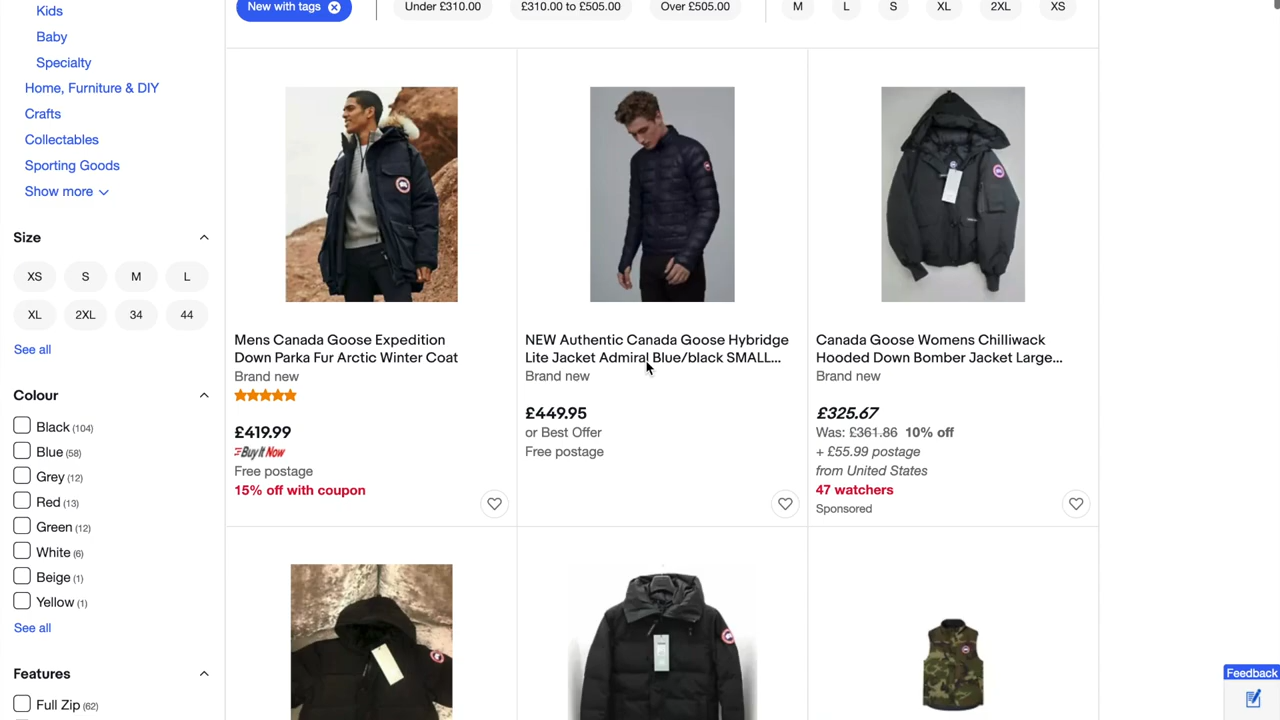 Kids
Baby
Specialty
Home, Furniture & DIY
Crafts
Collectables
Sporting Goods
Show more
Size
XS S M L
XL 2XL 34 44
See all
Colour
Black (104)
Blue (58)
Grey (12)
Red (13)
Green (12)
White (6)
Beige (1)
Yellow (1)
See all
Features
Full Zip (62)
New with tags
Under £310.00 £310.00 to £505.00 Over £505.00 M L S XL 2XL XS
Mens Canada Goose Expedition
Down Parka Fur Arctic Winter Coat
Brand new
£419.99
Buy It Now
Free postage
15% off with coupon
NEW Authentic Canada Goose Hybridge
Lite Jacket Admiral Blue/black SMALL...
Brand new
£449.95
or Best Offer
Free postage
Canada Goose Womens Chilliwack
Hooded Down Bomber Jacket Large...
Brand new
£325.67
Was: £361.86 10% off
+ £55.99 postage
from United States
47 watchers
Sponsored
Feedback